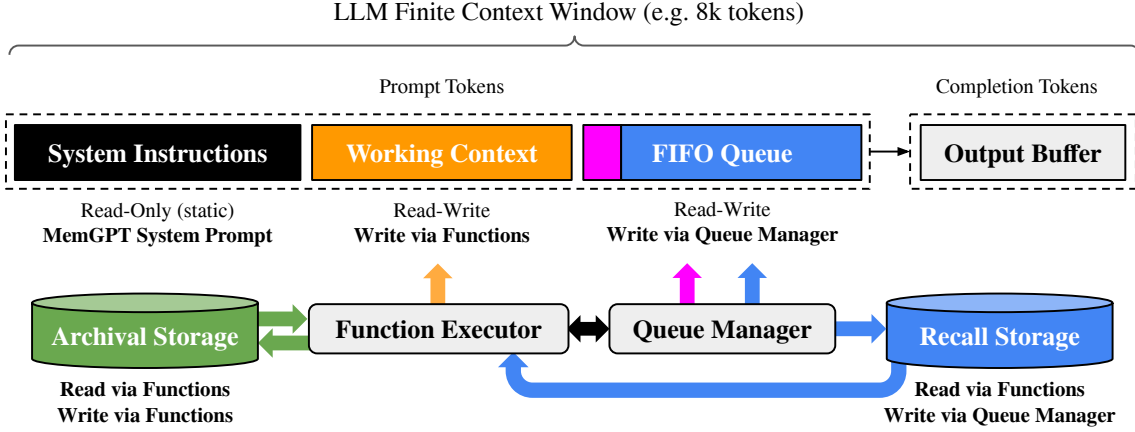 LLM Finite Context Window (e.g. 8k tokens)
Prompt Tokens
Completion Tokens
System Instructions
Working Context
FIFO Queue
Output Buffer
Read-Only (static)
MemGPT System Prompt
Read-Write
Write via Functions
Read-Write
Write via Queue Manager
Archival Storage
Function Executor
Queue Manager
Recall Storage
Read via Functions
Write via Functions
Read via Functions
Write via Queue Manager